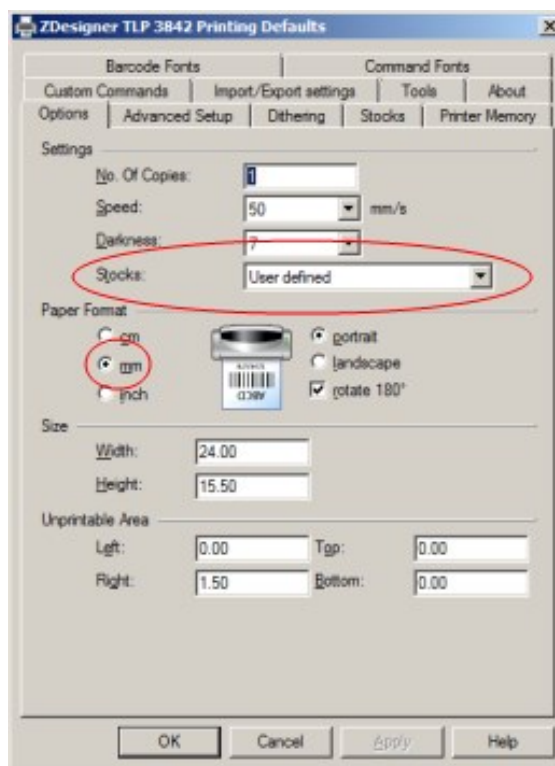 ZDesigner TLP 3842 Printing Defaults
Barcode Fonts Command Fonts
Custom Commands Import/Export settings Tools About
Options Advanced Setup Dithering Stocks Printer Memory
Settings
No. Of Copies: 1
Speed: 50 mm/s
Darkness: 7
Stocks: User defined
Paper Format
cm portrait
mm landscape
inch rotate 180°
ABCD
Size
Width: 24.00
Height: 15.50
Unprintable Area
Left: 0.00 Top: 0.00
Right: 1.50 Bottom: 0.00
OK Cancel Apply Help